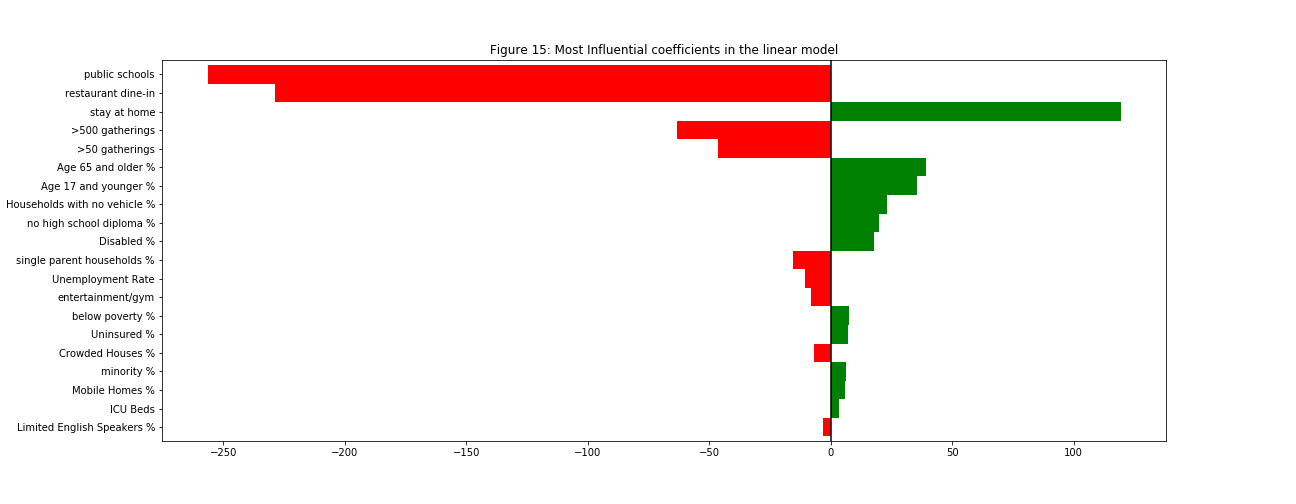 Figure 15: Most Influential coefficients in the linear model
public schools
restaurant dine-in
stay at home
>500 gatherings
>50 gatherings
Age 65 and older %
Age 17 and younger %
Households with no vehicle %
no high school diploma %
Disabled %
single parent households %
Unemployment Rate
entertainment/gym
below poverty %
Uninsured %
Crowded Houses %
minority %
Mobile Homes %
ICU Beds
Limited English Speakers %
−250 −200 −150 −100 −50 0 50 100